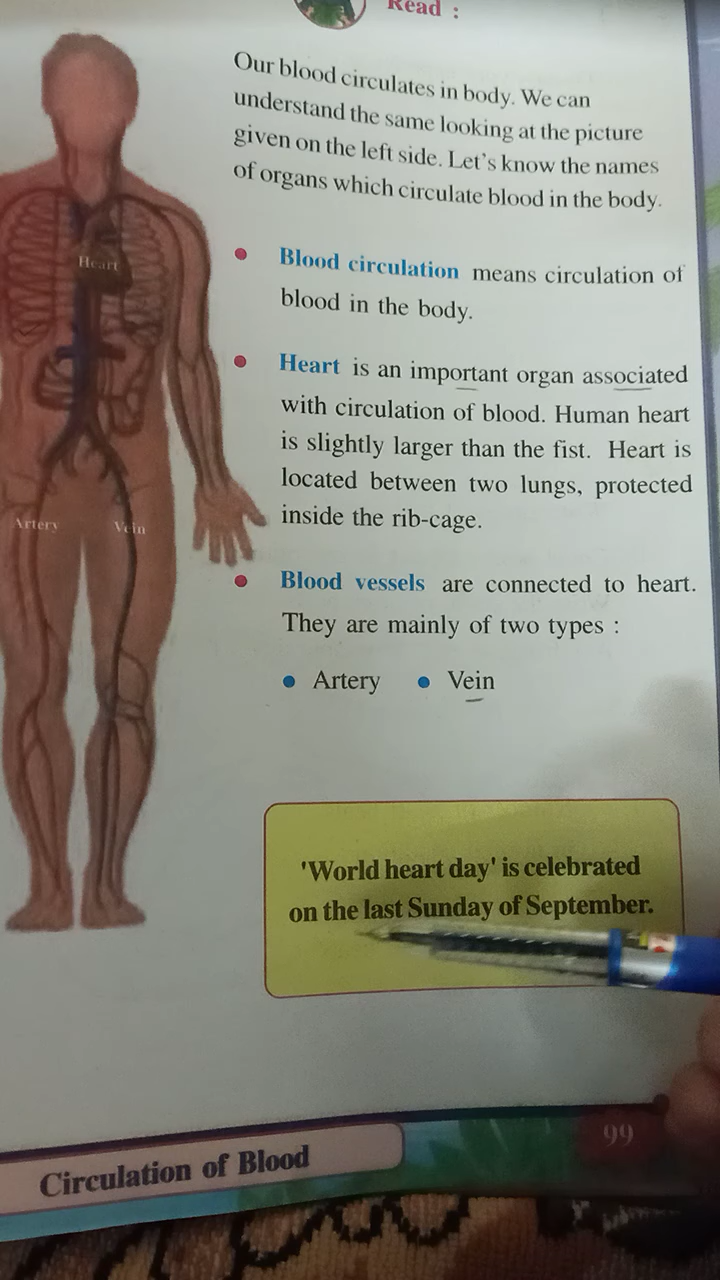 Read :
Our blood circulates in body. We can
understand the same looking at the picture
given on the left side. Let's know the names
of organs which circulate blood in the body.
Heart
• Blood circulation means circulation of
blood in the body.
• Heart is an important organ associated
with circulation of blood. Human heart
is slightly larger than the fist. Heart is
located between two lungs, protected
inside the rib-cage.
Artery
Vein
• Blood vessels are connected to heart.
They are mainly of two types :
• Artery • Vein
'World heart day' is celebrated
on the last Sunday of September.
99
Circulation of Blood